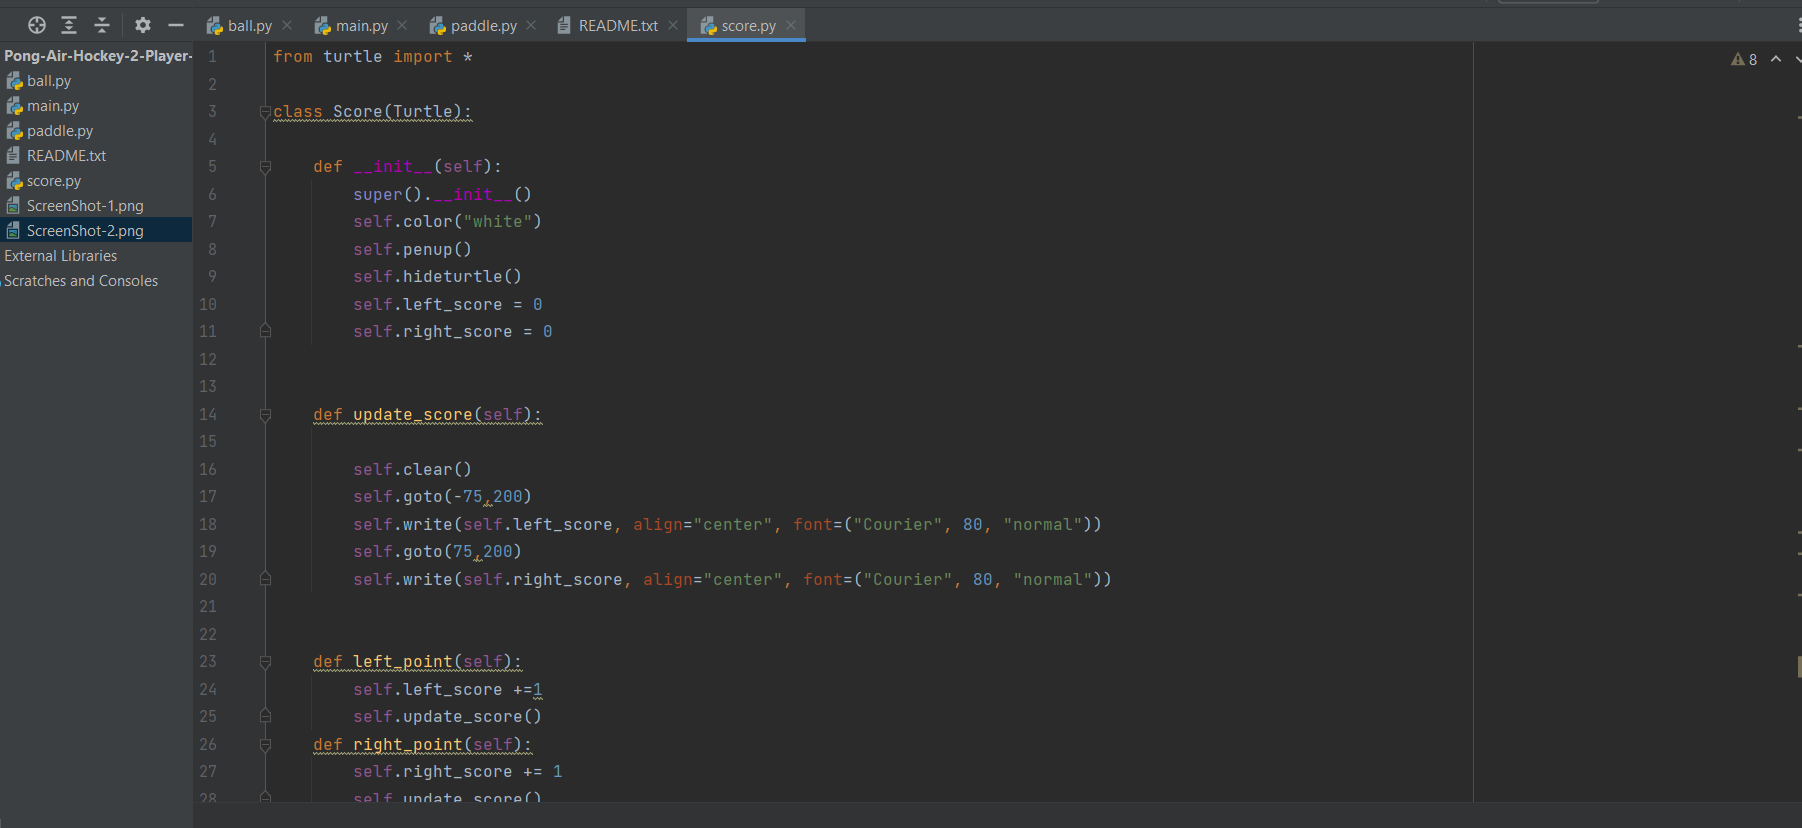 ball.py main.py paddle.py README.txt score.py
Pong-Air-Hockey-2-Player-
ball.py
main.py
paddle.py
README.txt
score.py
ScreenShot-1.png
ScreenShot-2.png
External Libraries
Scratches and Consoles
8
1 from turtle import *
2
3 class Score(Turtle):
4
5     def __init__(self):
6         super().__init__()
7         self.color("white")
8         self.penup()
9         self.hideturtle()
10         self.left_score = 0
11         self.right_score = 0
12
13
14     def update_score(self):
15
16         self.clear()
17         self.goto(-75,200)
18         self.write(self.left_score, align="center", font=("Courier", 80, "normal"))
19         self.goto(75,200)
20         self.write(self.right_score, align="center", font=("Courier", 80, "normal"))
21
22
23     def left_point(self):
24         self.left_score +=1
25         self.update_score()
26     def right_point(self):
27         self.right_score += 1
28         self.update_score()